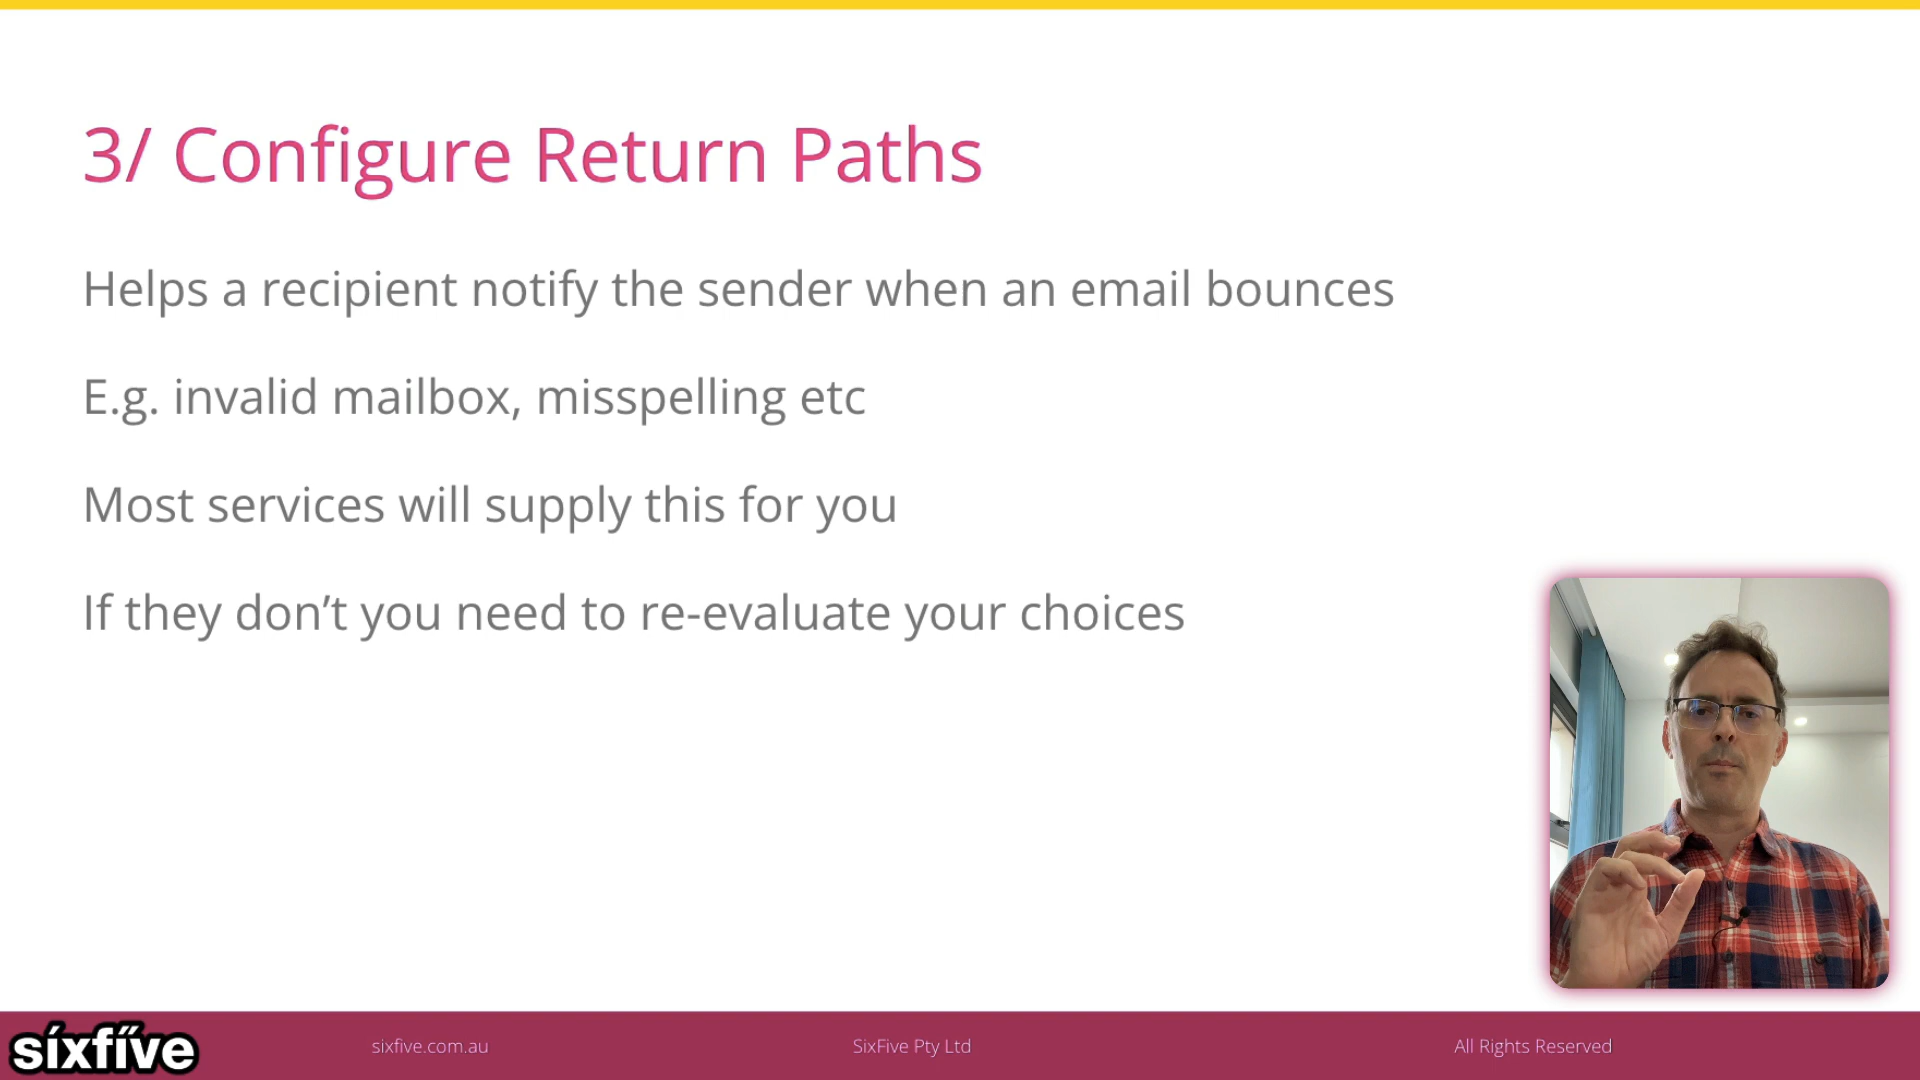 3/ Configure Return Paths
Helps a recipient notify the sender when an email bounces
E.g. invalid mailbox, misspelling etc
Most services will supply this for you
If they don’t you need to re-evaluate your choices
síxfive
sixfive.com.au
SixFive Pty Ltd
All Rights Reserved